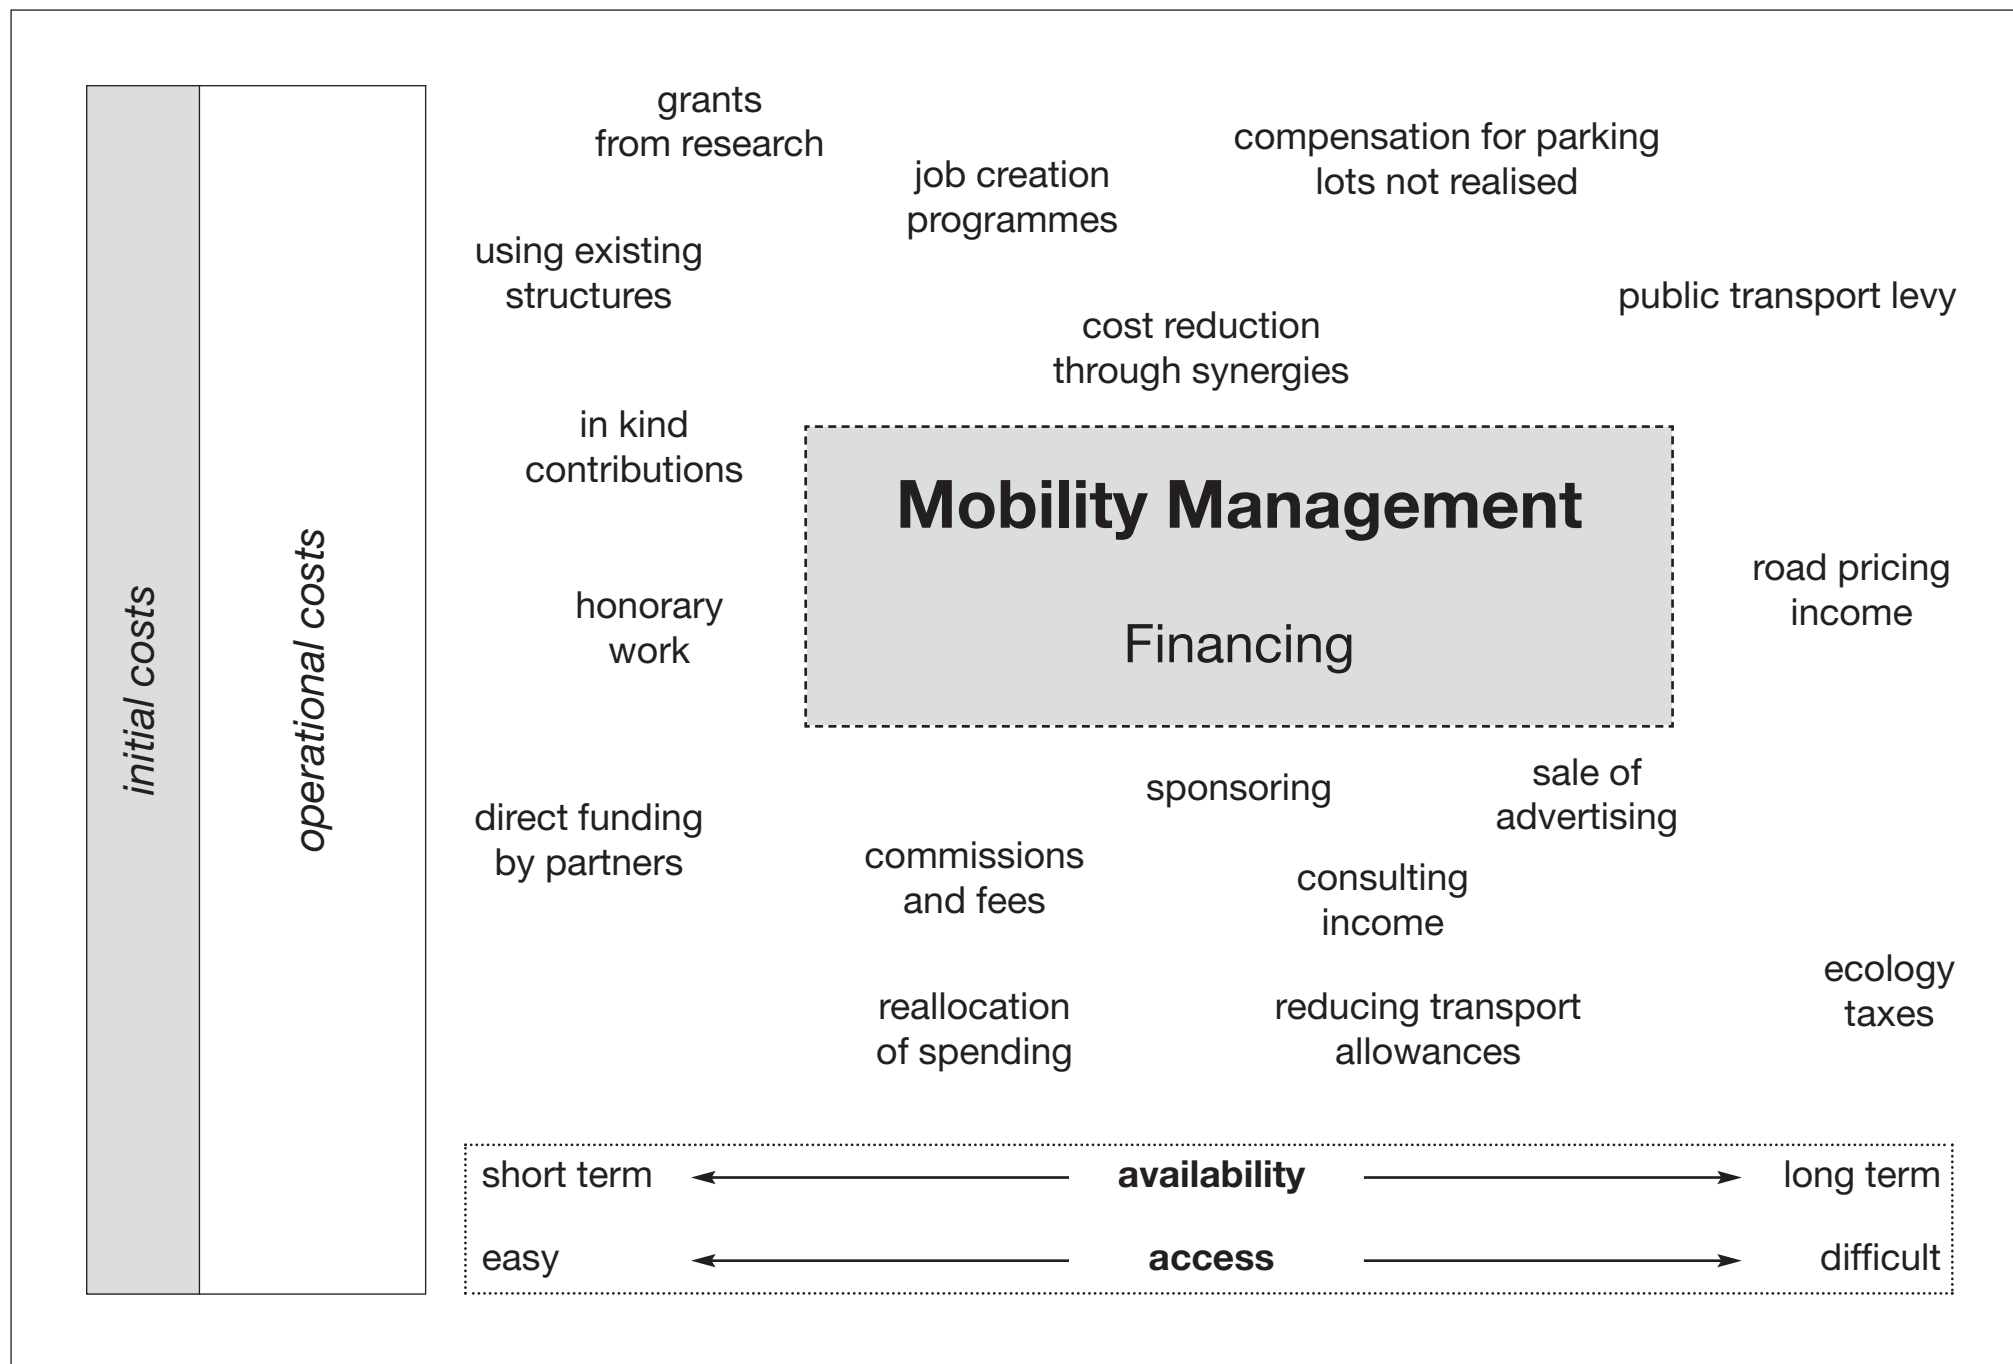 grants
from research
compensation for parking
lots not realised
job creation
programmes
using existing
structures
public transport levy
cost reduction
through synergies
in kind
contributions
Mobility Management
Financing
road pricing
income
honorary
work
initial costs
operational costs
sponsoring
sale of
advertising
direct funding
by partners
commissions
and fees
consulting
income
ecology
taxes
reallocation
of spending
reducing transport
allowances
short term availability long term
easy access difficult